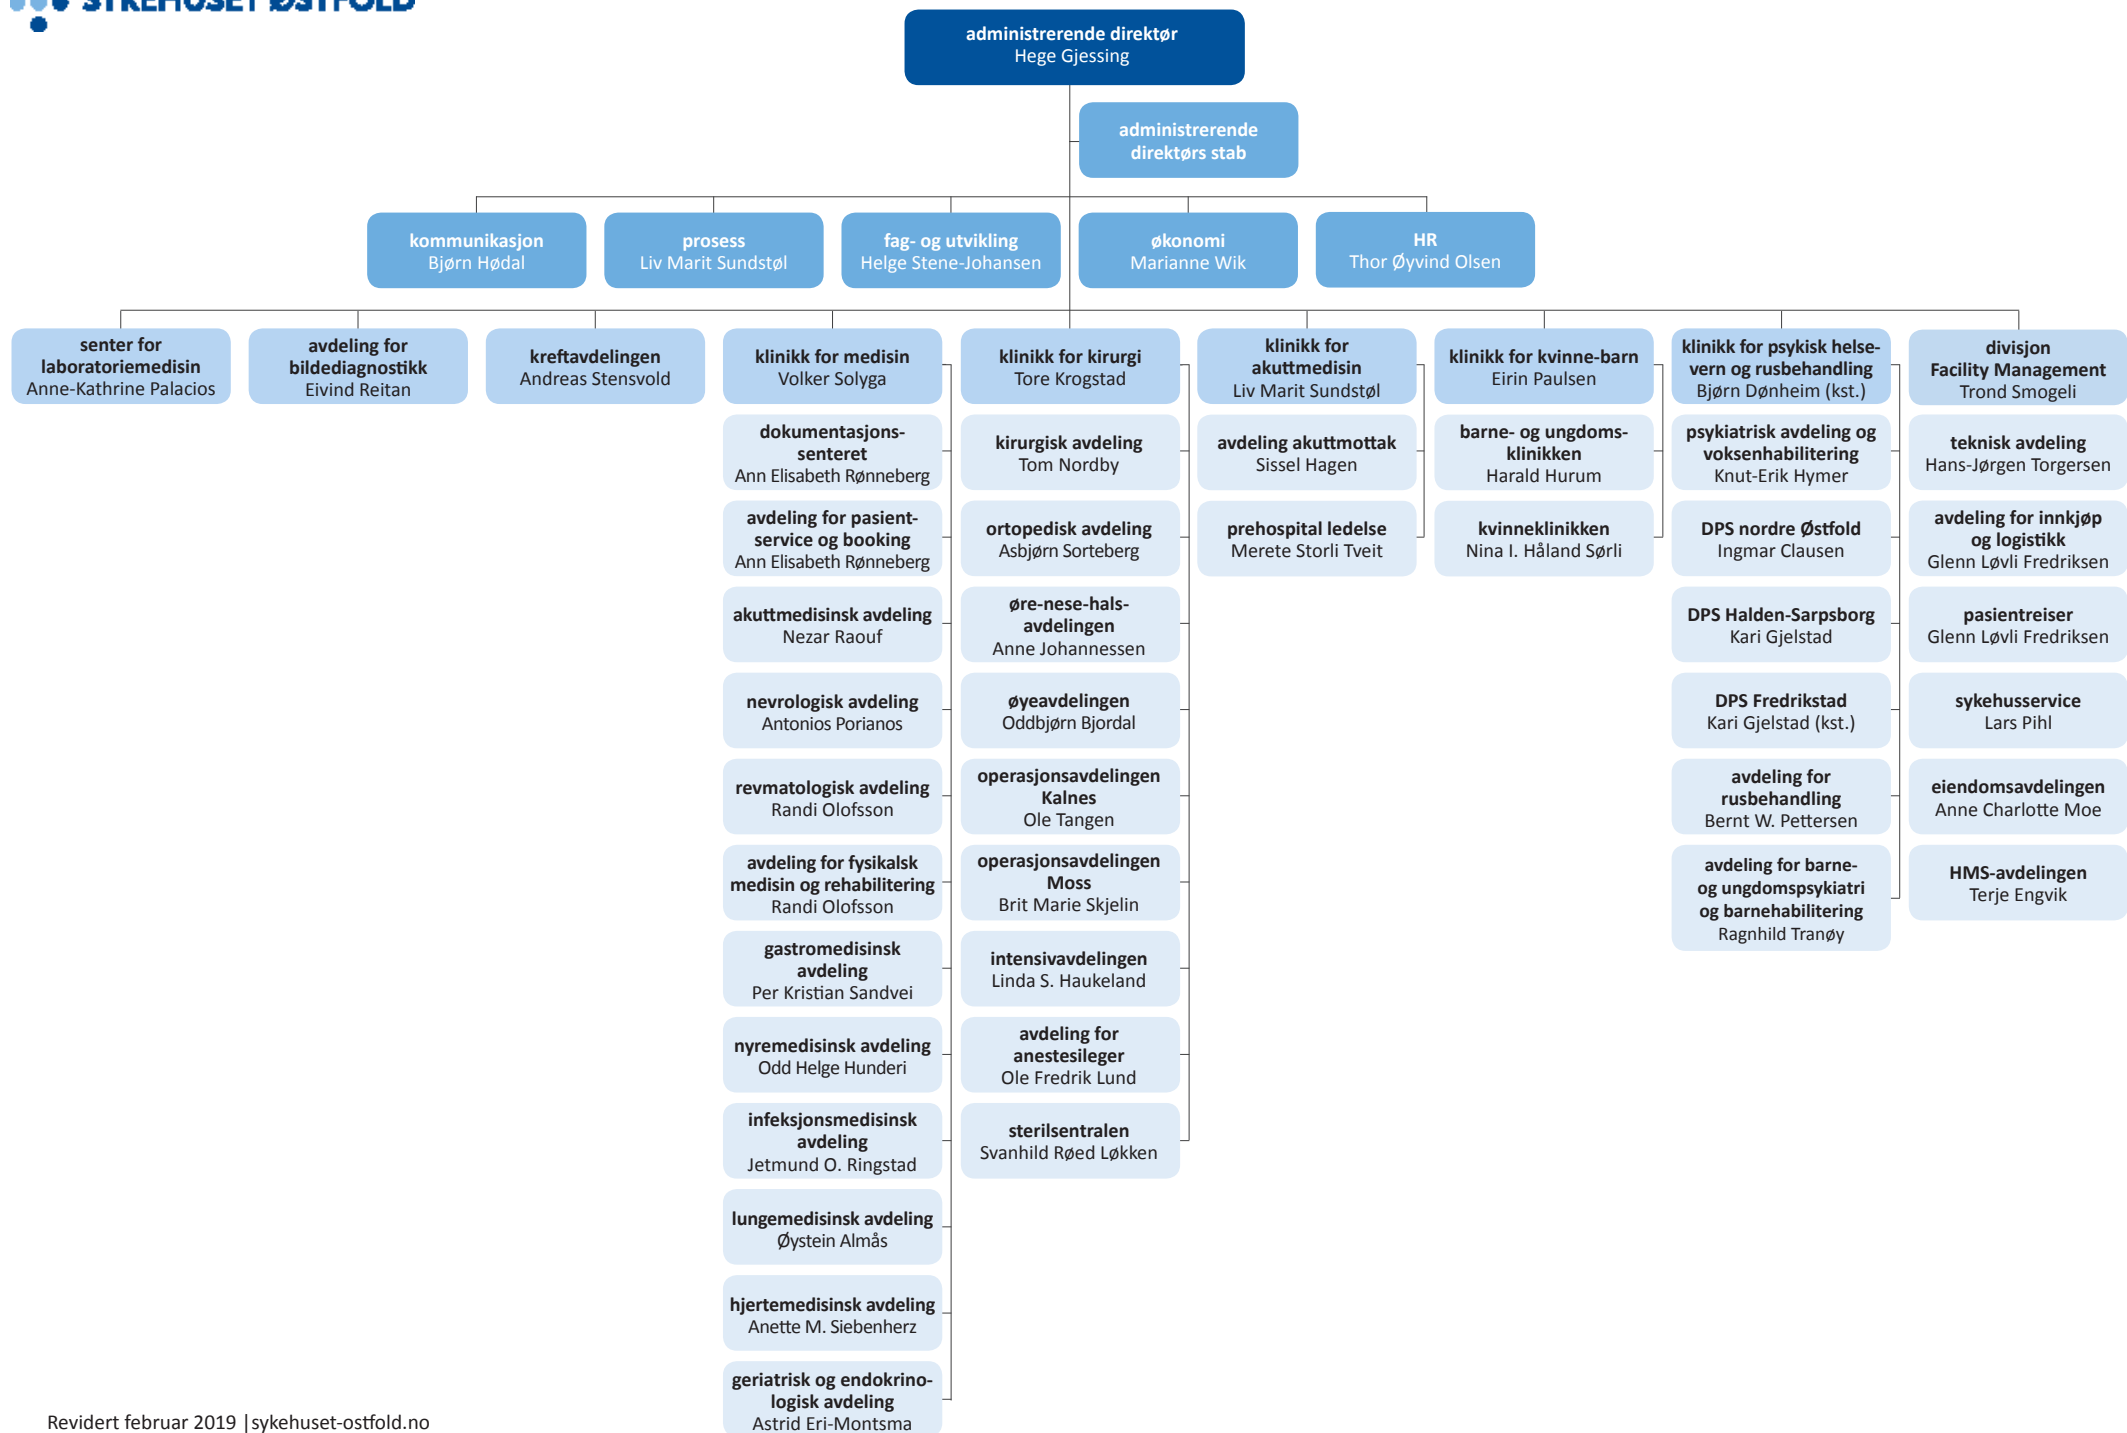 SYKEHUSET ØSTFOLD
administrerende direktør
Hege Gjessing
administrerende
direktørs stab
kommunikasjon
Bjørn Hødal
prosess
Liv Marit Sundstøl
fag- og utvikling
Helge Stene-Johansen
økonomi
Marianne Wik
HR
Thor Øyvind Olsen
senter for
laboratoriemedisin
Anne-Kathrine Palacios
avdeling for
bildediagnostikk
Eivind Reitan
kreftavdelingen
Andreas Stensvold
klinikk for medisin
Volker Solyga
dokumentasjons-
senteret
Ann Elisabeth Rønneberg
avdeling for pasient-
service og booking
Ann Elisabeth Rønneberg
akuttmedisinsk avdeling
Nezar Raouf
nevrologisk avdeling
Antonios Porianos
revmatologisk avdeling
Randi Olofsson
avdeling for fysikalsk
medisin og rehabilitering
Randi Olofsson
gastromedisinsk
avdeling
Per Kristian Sandvei
nyremedisinsk avdeling
Odd Helge Hunderi
infeksjonsmedisinsk
avdeling
Jetmund O. Ringstad
lungemedisinsk avdeling
Øystein Almås
hjertemedisinsk avdeling
Anette M. Siebenherz
geriatrisk og endokrino-
logisk avdeling
Astrid Eri-Montsma
klinikk for kirurgi
Tore Krogstad
kirurgisk avdeling
Tom Nordby
ortopedisk avdeling
Asbjørn Sorteberg
øre-nese-hals-
avdelingen
Anne Johannessen
øyeavdelingen
Oddbjørn Bjordal
operasjonsavdelingen
Kalnes
Ole Tangen
operasjonsavdelingen
Moss
Brit Marie Skjelin
intensivavdelingen
Linda S. Haukeland
avdeling for
anestesileger
Ole Fredrik Lund
sterilsentralen
Svanhild Røed Løkken
klinikk for
akuttmedisin
Liv Marit Sundstøl
avdeling akuttmottak
Sissel Hagen
prehospital ledelse
Merete Storli Tveit
klinikk for kvinne-barn
Eirin Paulsen
barne- og ungdoms-
klinikken
Harald Hurum
kvinneklinikken
Nina I. Håland Sørli
klinikk for psykisk helse-
vern og rusbehandling
Bjørn Dønheim (kst.)
psykiatrisk avdeling og
voksenhabilitering
Knut-Erik Hymer
DPS nordre Østfold
Ingmar Clausen
DPS Halden-Sarpsborg
Kari Gjelstad
DPS Fredrikstad
Kari Gjelstad (kst.)
avdeling for
rusbehandling
Bernt W. Pettersen
avdeling for barne-
og ungdomspsykiatri
og barnehabilitering
Ragnhild Tranøy
divisjon
Facility Management
Trond Smogeli
teknisk avdeling
Hans-Jørgen Torgersen
avdeling for innkjøp
og logistikk
Glenn Løvli Fredriksen
pasientreiser
Glenn Løvli Fredriksen
sykehusservice
Lars Pihl
eiendomsavdelingen
Anne Charlotte Moe
HMS-avdelingen
Terje Engvik
Revidert februar 2019 |sykehuset-ostfold.no